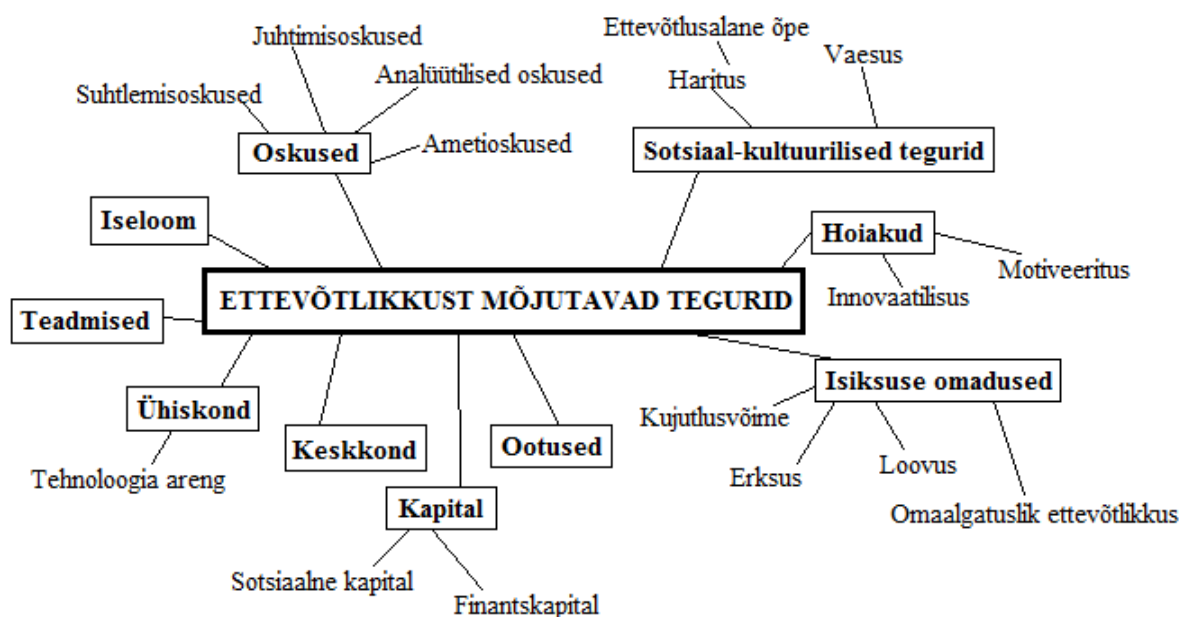 Juhtimisoskused
Ettevõtlusalane õpe
Vaesus
Analüütilised oskused
Haritus
Suhtlemisoskused
Ametioskused
Oskused
Sotsiaal-kultuurilised tegurid
Iseloom
Hoiakud
Motiveeritus
Innovaatilisus
ETTEVÕTLIKKUST MÕJUTAVAD TEGURID
Teadmised
Isiksuse omadused
Ühiskond
Kujutlusvõime
Keskkond
Ootused
Tehnoloogia areng
Erksus
Loovus
Kapital
Omaalgatuslik ettevõtlikkus
Sotsiaalne kapital
Finantskapital